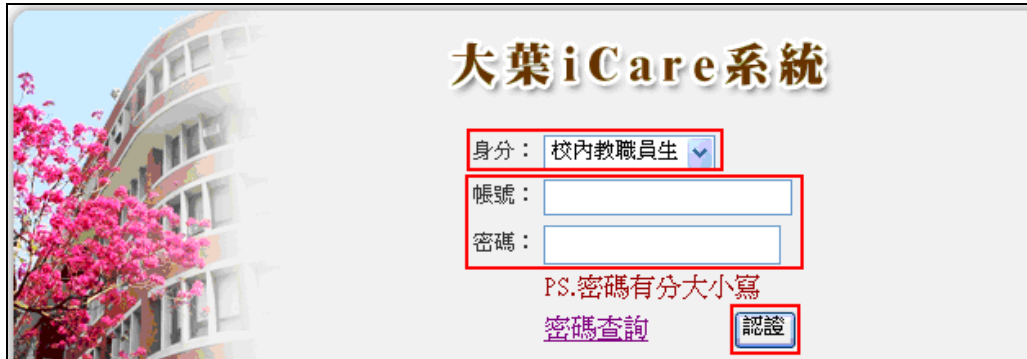 大葉iCare系統
身分： 校內教職員生
帳號：
密碼：
PS.密碼有分大小寫
密碼查詢 認證